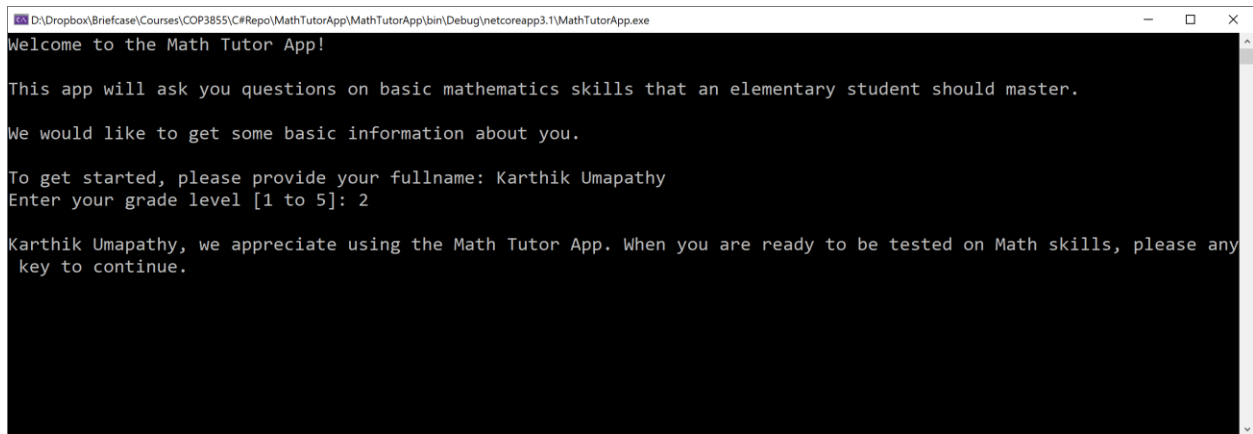 D:\Dropbox\Briefcase\Courses\COP3855\C#Repo\MathTutorApp\MathTutorApp\bin\Debug\netcoreapp3.1\MathTutorApp.exe
Welcome to the Math Tutor App!
This app will ask you questions on basic mathematics skills that an elementary student should master.
We would like to get some basic information about you.
To get started, please provide your fullname: Karthik Umapathy
Enter your grade level [1 to 5]: 2
Karthik Umapathy, we appreciate using the Math Tutor App. When you are ready to be tested on Math skills, please any
key to continue.